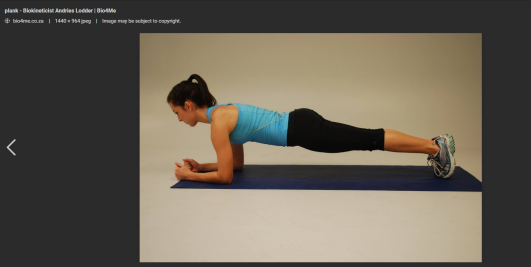 plank - Biokineticist Andries Lodder | Bio4Me
bio4me.co.za | 1440 × 964 jpeg | Image may be subject to copyright.